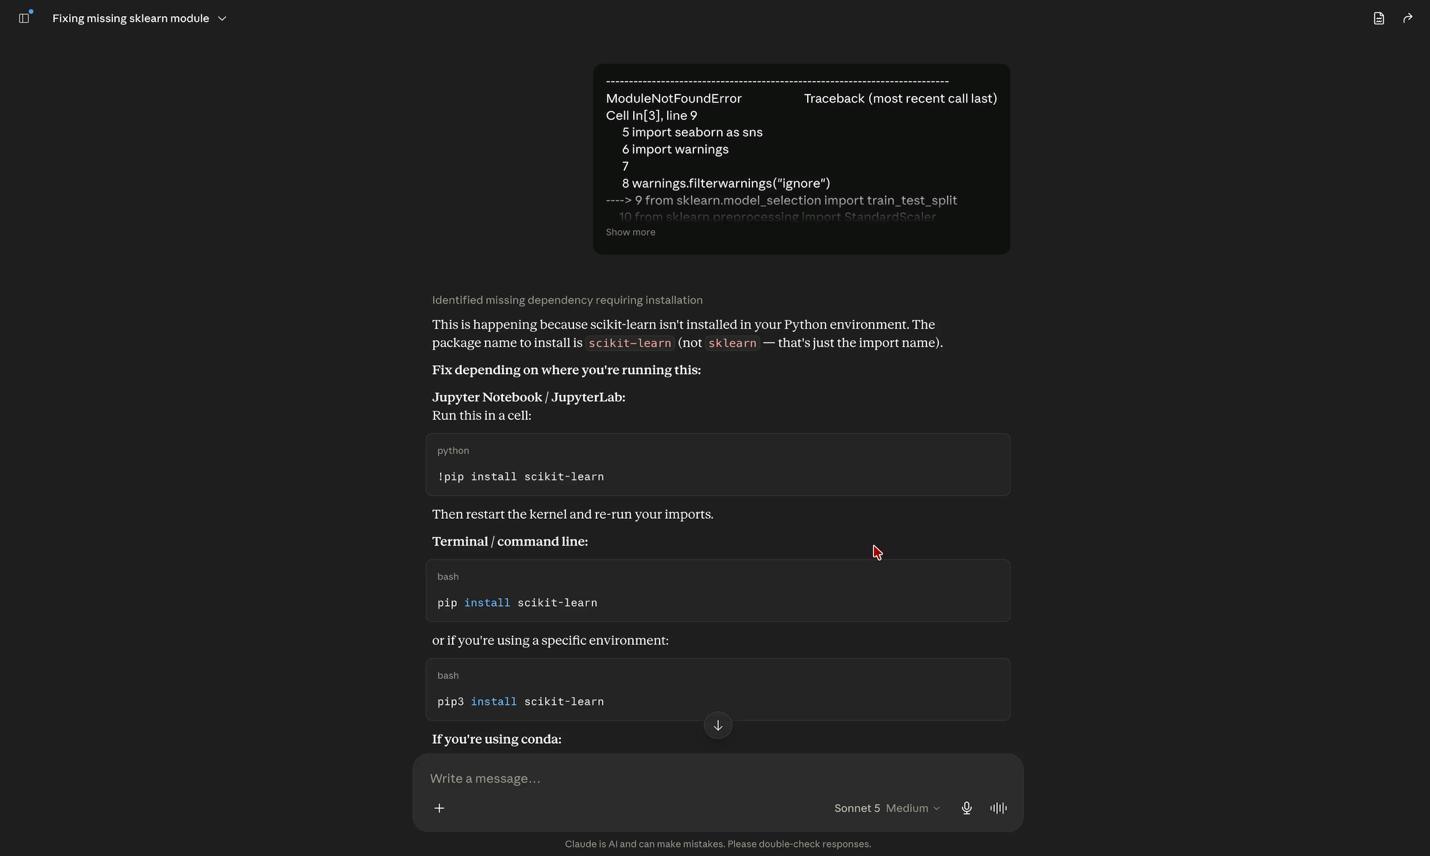 Fixing missing sklearn module
---------------------------------------------------------------------------
ModuleNotFoundError                       Traceback (most recent call last)
Cell In[3], line 9
5 import seaborn as sns
6 import warnings
7
8 warnings.filterwarnings("ignore")
----> 9 from sklearn.model_selection import train_test_split
10 from sklearn.preprocessing import StandardScaler
Show more
Identified missing dependency requiring installation
This is happening because scikit-learn isn't installed in your Python environment. The
package name to install is scikit-learn (not sklearn — that's just the import name).
Fix depending on where you're running this:
Jupyter Notebook / JupyterLab:
Run this in a cell:
python
!pip install scikit-learn
Then restart the kernel and re-run your imports.
Terminal / command line:
bash
pip install scikit-learn
or if you're using a specific environment:
bash
pip3 install scikit-learn
If you're using conda:
Write a message...
Sonnet 5 Medium
Claude is AI and can make mistakes. Please double-check responses.